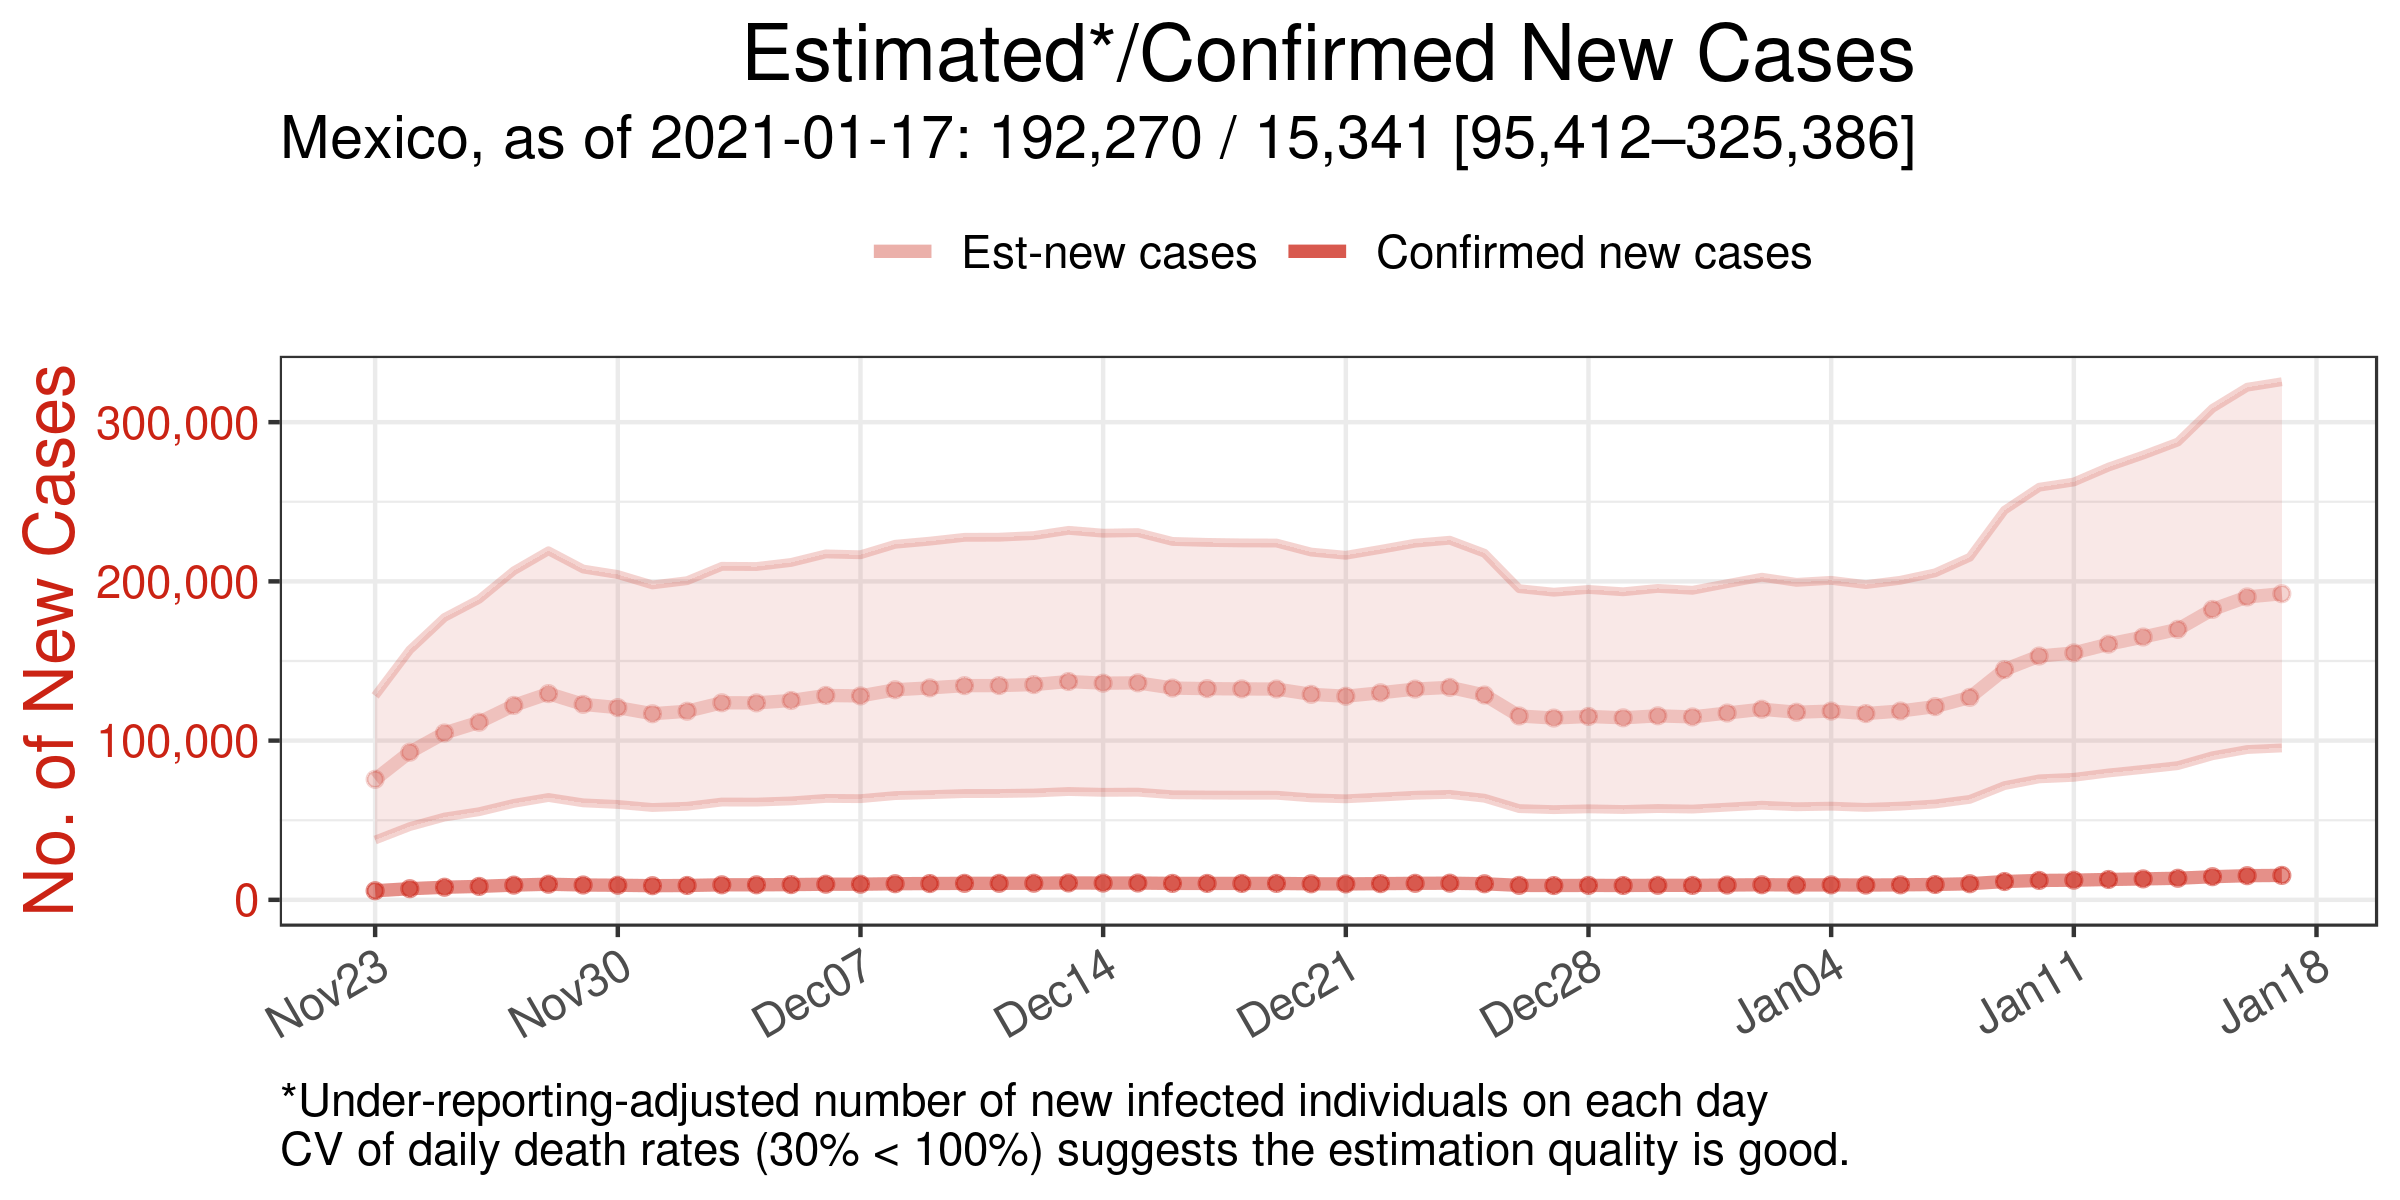 Estimated*/Confirmed New Cases
Mexico, as of 2021-01-17: 192,270 / 15,341 [95,412–325,386]
Est-new cases
Confirmed new cases
No. of New Cases
300,000
200,000
100,000
0
Nov23
Nov30
Dec07
Dec14
Dec21
Dec28
Jan04
Jan11
Jan18
*Under-reporting-adjusted number of new infected individuals on each day
CV of daily death rates (30% < 100%) suggests the estimation quality is good.